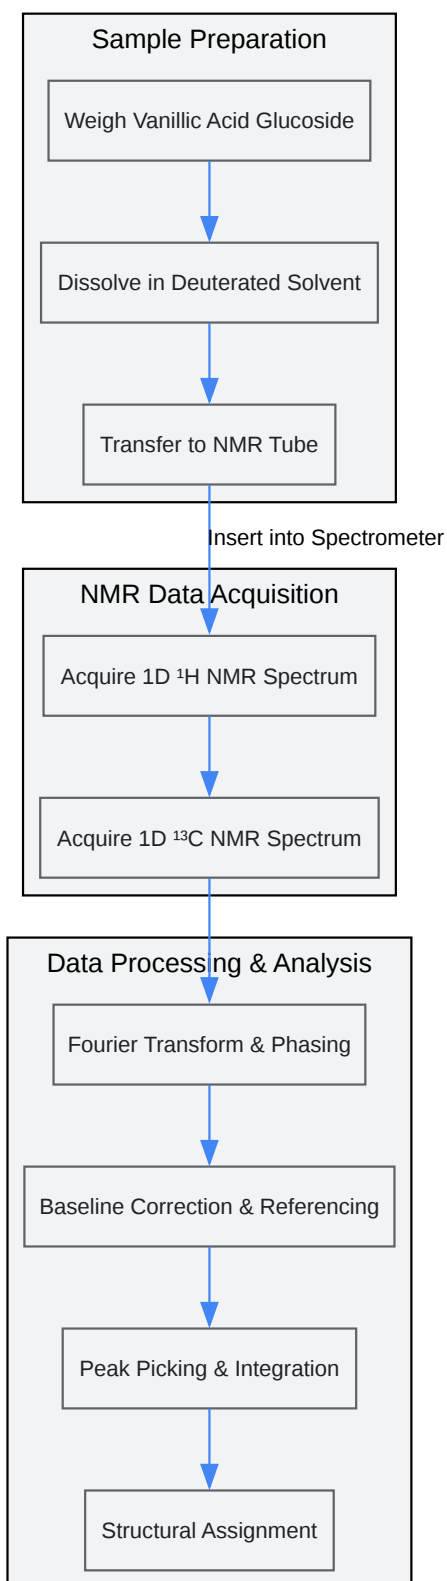 Sample Preparation
Weigh Vanillic Acid Glucoside
Dissolve in Deuterated Solvent
Transfer to NMR Tube
Insert into Spectrometer
NMR Data Acquisition
Acquire 1D ¹H NMR Spectrum
Acquire 1D ¹³C NMR Spectrum
Data Processing & Analysis
Fourier Transform & Phasing
Baseline Correction & Referencing
Peak Picking & Integration
Structural Assignment